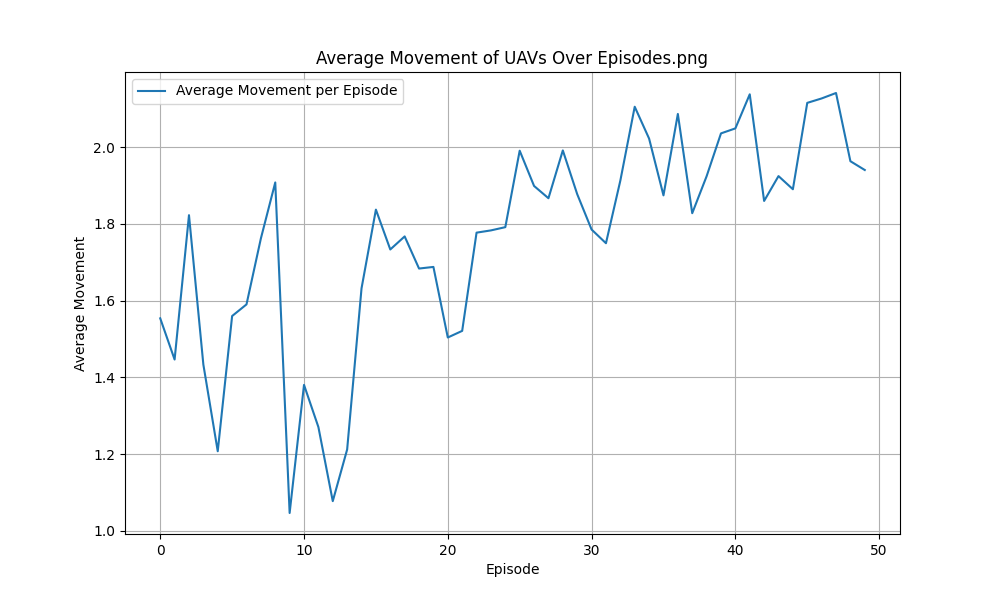 Average Movement of UAVs Over Episodes.png
Average Movement per Episode
Average Movement
2.0
1.8
1.6
1.4
1.2
1.0
0 10 20 30 40 50
Episode